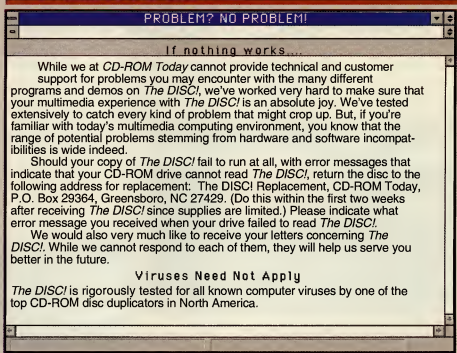 PROBLEM? NO PROBLEM!
If nothing works....
While we at CD-ROM Today cannot provide technical and customer
support for problems you may encounter with the many different
programs and demos on The DISC!, we've worked very hard to make sure that
your multimedia experience with The DISC! is an absolute joy. We've tested
extensively to catch every kind of problem that might crop up. But, if you're
familiar with today's multimedia computing environment, you know that the
range of potential problems stemming from hardware and software incompat-
ibilities is wide indeed.
Should your copy of The DISC! fail to run at all, with error messages that
indicate that your CD-ROM drive cannot read The DISC!, return the disc to the
following address for replacement: The DISC! Replacement, CD-ROM Today,
P.O. Box 29364, Greensboro, NC 27429. (Do this within the first two weeks
after receiving The DISC! since supplies are limited.) Please indicate what
error message you received when your drive failed to read The DISC!.
We would also very much like to receive your letters concerning The
DISC!. While we cannot respond to each of them, they will help us serve you
better in the future.
Viruses Need Not Apply
The DISC! is rigorously tested for all known computer viruses by one of the
top CD-ROM disc duplicators in North America.